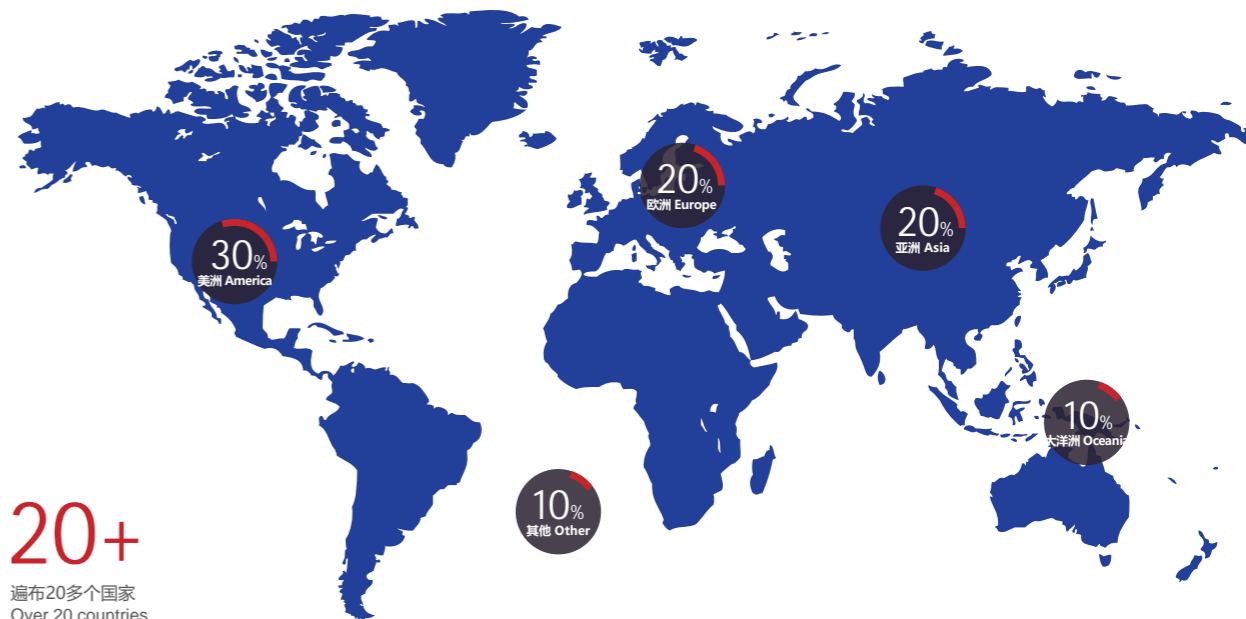 20%
欧洲 Europe
20%
亚洲 Asia
30%
美洲 America
10%
大洋洲 Oceania
10%
其他 Other
20+
遍布20多个国家
Over 20 countries